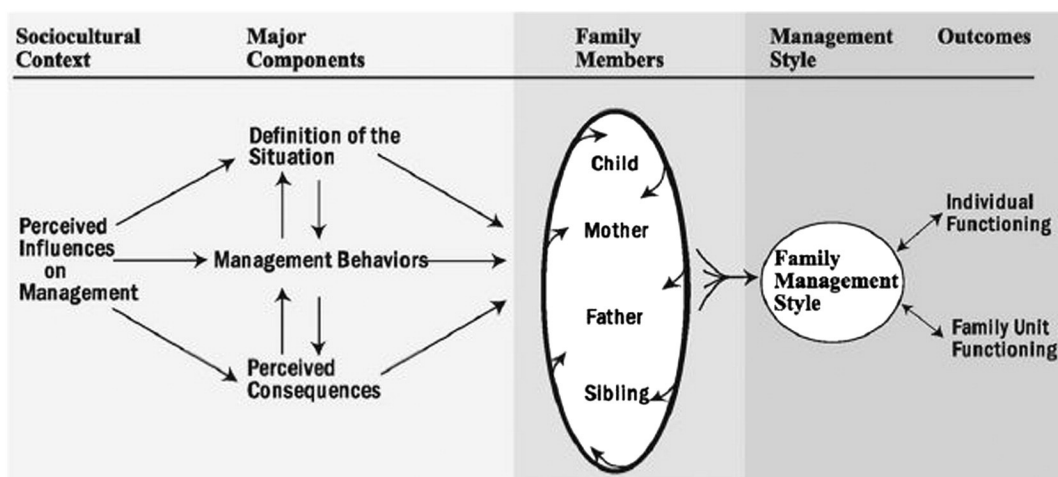 Sociocultural
Context
Major
Components
Family
Members
Management
Style
Outcomes
Perceived
Influences
on
Management
Definition of the
Situation
Management Behaviors
Perceived
Consequences
Child
Mother
Father
Sibling
Family
Management
Style
Individual
Functioning
Family Unit
Functioning